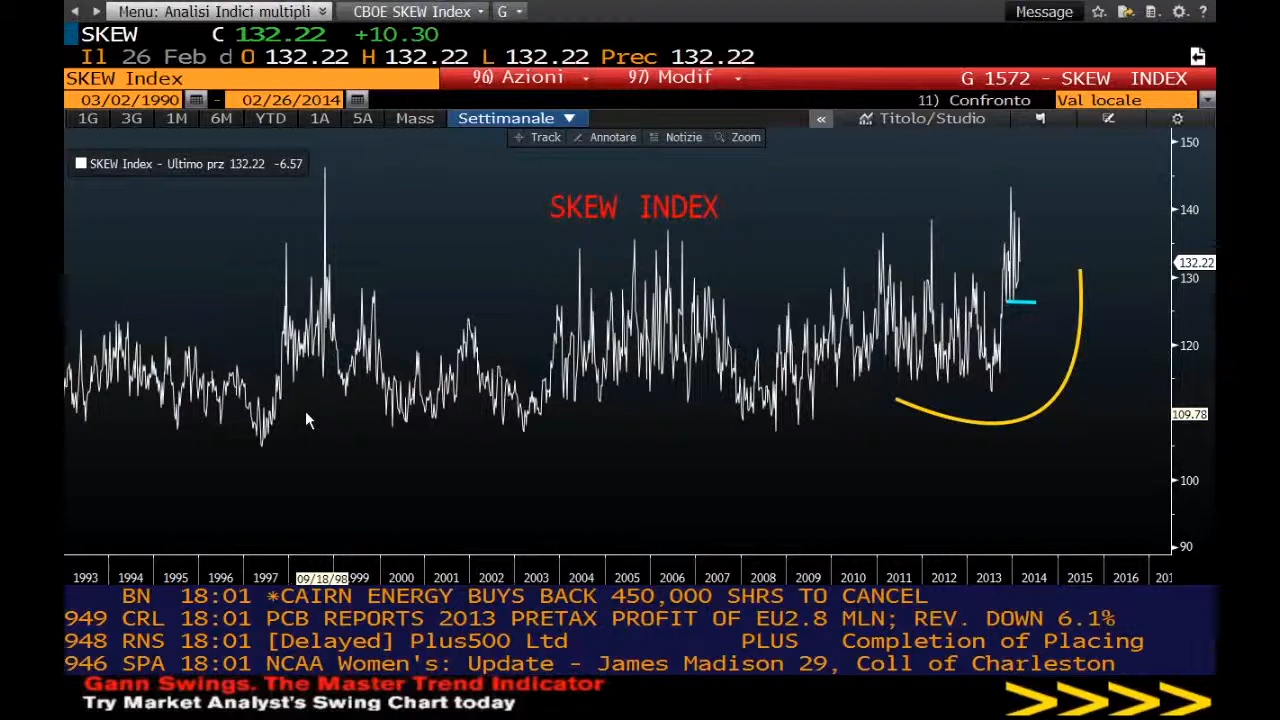 Menu: Analisi Indici multipli CBOE SKEW Index G Message ?
SKEW C 132.22 +10.30
Il 26 Feb d O 132.22 H 132.22 L 132.22 Prec 132.22
SKEW Index 96) Azioni 97) Modif G 1572 - SKEW INDEX
03/02/1990 - 02/26/2014 11) Confronto Val locale
1G 3G 1M 6M YTD 1A 5A Mass Settimanale ▼ « Titolo/Studio
Track Annotare Notizie Zoom
150
SKEW Index - Ultimo prz 132.22 -6.57
SKEW INDEX
140
132.22
130
120
109.78
100
90
1993 1994 1995 1996 1997 09/18/98 999 2000 2001 2002 2003 2004 2005 2006 2007 2008 2009 2010 2011 2012 2013 2014 2015 2016 201
BN 18:01 *CAIRN ENERGY BUYS BACK 450,000 SHRS TO CANCEL
949 CRL 18:01 PCB REPORTS 2013 PRETAX PROFIT OF EU2.8 MLN; REV. DOWN 6.1%
948 RNS 18:01 [Delayed] Plus500 Ltd PLUS Completion of Placing
946 SPA 18:01 NCAA Women's: Update - James Madison 29, Coll of Charleston
Gann Swings. The Master Trend Indicator
Try Market Analyst's Swing Chart today